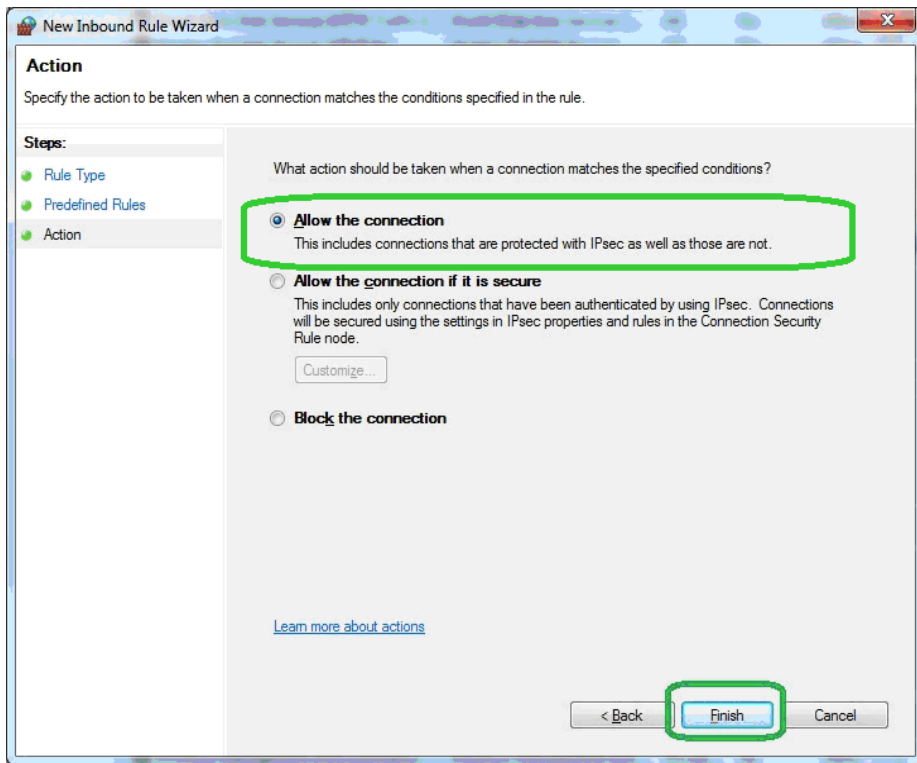 New Inbound Rule Wizard
Action
Specify the action to be taken when a connection matches the conditions specified in the rule.
Steps:
Rule Type
Predefined Rules
Action
What action should be taken when a connection matches the specified conditions?
Allow the connection
This includes connections that are protected with IPsec as well as those are not.
Allow the connection if it is secure
This includes only connections that have been authenticated by using IPsec. Connections
will be secured using the settings in IPsec properties and rules in the Connection Security
Rule node.
Customize...
Block the connection
Learn more about actions
< Back
Finish
Cancel